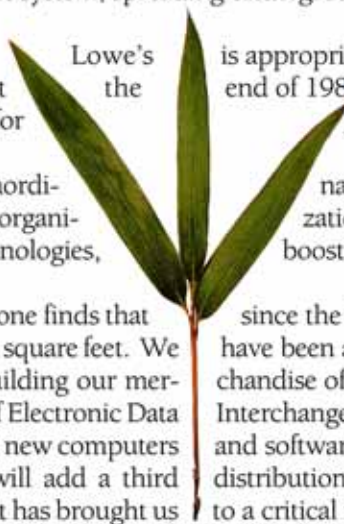 Lowe's is appropri
t the end of 198
for
aordi- na
organi- zatio
nologies, boost
one finds that since the
square feet. We have been a
uilding our mer- chandise of
f Electronic Data Interchange
new computers and software
will add a third distribution
t has brought us to a critical